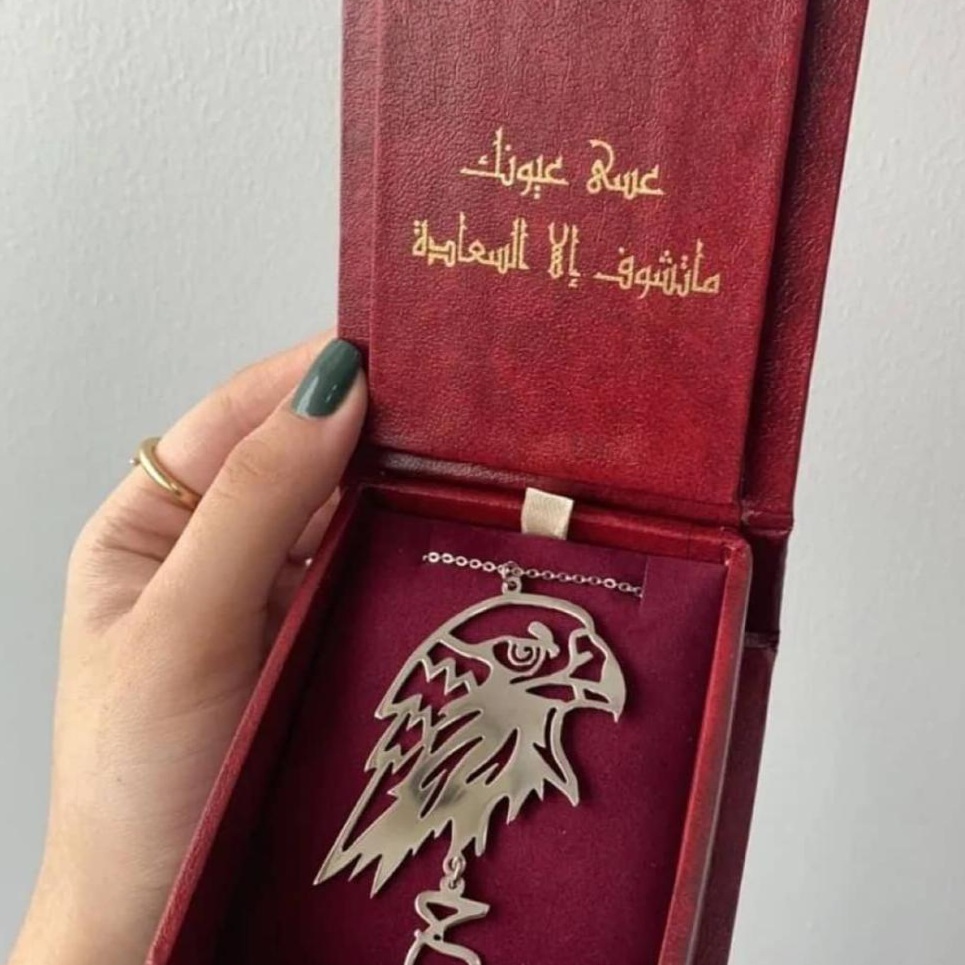 عسى عيونك
ماتشوف إلا السعادة